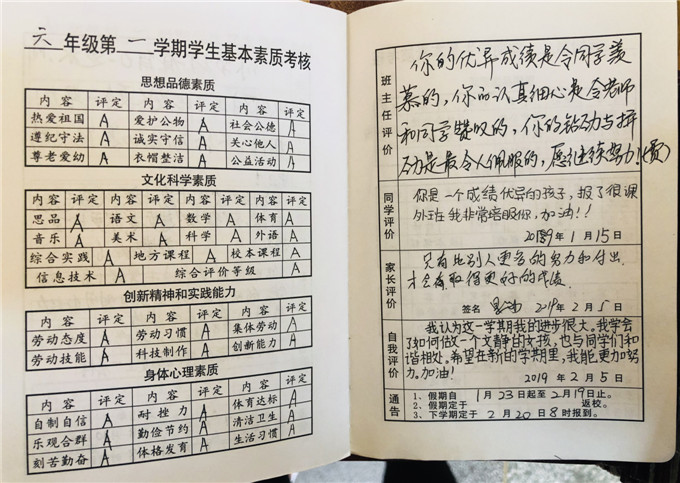 六年级第一学期学生基本素质考核
思想品德素质
内容 评定 内容 评定 内容 评定
热爱祖国 A 爱护公物 A 社会公德 A
遵纪守法 A 诚实守信 A 关心他人 A
尊老爱幼 A 衣帽整洁 A 公益活动 A
文化科学素质
内容 评定 内容 评定 内容 评定 内容 评定
思品 A 语文 A 数学 A 体育 A
音乐 A 美术 A 科学 A 外语 A
综合实践 A 地方课程 A 校本课程 A
信息技术 A 综合评价等级 A
创新精神和实践能力
内容 评定 内容 评定 内容 评定
劳动态度 A 劳动习惯 A 集体劳动 A
劳动技能 A 科技制作 A 创新能力 A
身体心理素质
内容 评定 内容 评定 内容 评定
自制自信 A 耐挫力 A 体育达标 A
乐观合群 A 勤俭节约 A 清洁卫生 A
刻苦勤奋 A 体格发育 A 生活习惯 A
班主任评价
你的优异成绩是令同学羡
慕的,你的认真细心是令老师
和同学赞叹的,你的钻劲与拼
劲是最令人佩服的,愿继续努力
同学评价
你是一个成绩优异的孩子,报了很多课
外班我非常佩服你,加油!!
2019年1月15日
家长评价
只有比别人更多的努力和付出
才会取得更好的成绩
签名 2019年2月5日
自我评价
我认为这一学期我的进步很大。我学会
了如何做一个文静的女孩,也与同学们和
谐相处。希望在新的学期里,我能更加努
力。加油!
2019年2月5日
通告
1、假期自1月23日起至2月19日止。
2、假期定于 返校。
3、下学期定于2月20日8时报到。